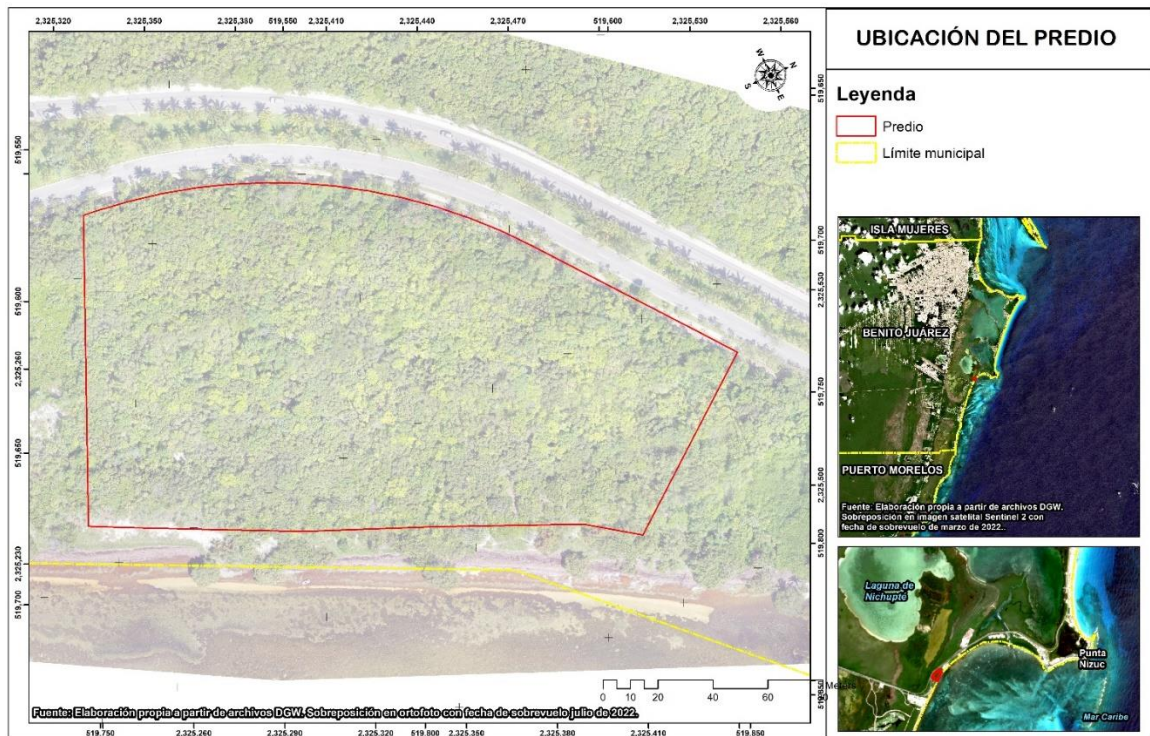 2,325,320 2,325,350 2,325,380 519,550 2,325,410 2,325,440 2,325,470 519,600 2,325,530 2,325,560
UBICACIÓN DEL PREDIO
Leyenda
Predio
Límite municipal
N
W
E
S
519,550
519,600
2,325,260
519,650
2,325,230
519,700
519,650
519,700
2,325,530
519,750
2,325,500
519,800
0 20 40 60
Fuente: Elaboración propia a partir de archivos DGW. Sobreposición en ortofoto con fecha de sobrevuelo julio de 2022.
519,750 2,325,260 2,325,290 2,325,320 519,800 2,325,350 2,325,380 2,325,410 519,850
ISLA MUJERES
BENITO JUÁREZ
PUERTO MORELOS
Fuente: Elaboración propia a partir de archivos DGW.
Sobreposición en imagen satelital Sentinel 2 con
fecha de sobrevuelo de marzo de 2022..
Laguna de
Nichupté
Punta
Nizuc
Mar Caribe